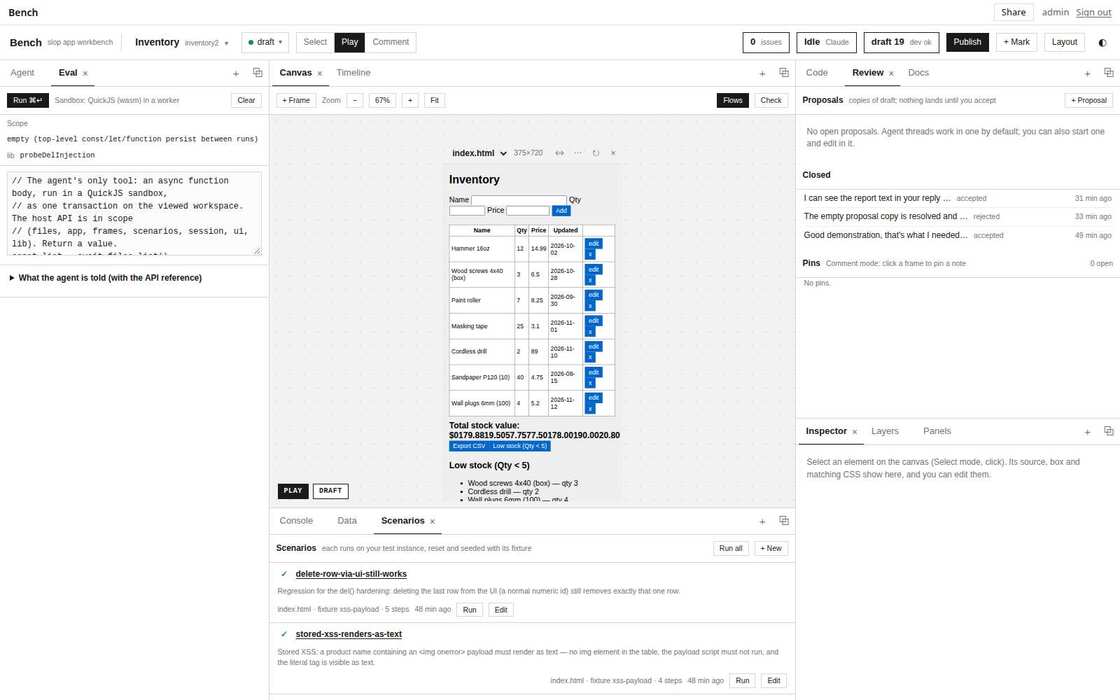 Bench
Share admin Sign out
Bench slop app workbench Inventory inventory2 draft Select Play Comment 0 issues Idle Claude draft 19 dev ok Publish + Mark Layout
Agent Eval ×
Run ⌘↵ Sandbox: QuickJS (wasm) in a worker Clear
Scope
empty (top-level const/let/function persist between runs)
lib probeDelInjection
// The agent's only tool: an async function
body, run in a QuickJS sandbox,
// as one transaction on the viewed workspace.
The host API is in scope
// (files, app, frames, scenarios, session, ui,
lib). Return a value.
What the agent is told (with the API reference)
Canvas × Timeline
+ Frame Zoom − 67% + Fit Flows Check
index.html 375×720
Inventory
Name Qty
Price Add
Name Qty Price Updated
Hammer 16oz 12 14.99 2026-10-02 edit x
Wood screws 4x40 (box) 3 6.5 2026-10-28 edit x
Paint roller 7 8.25 2026-09-30 edit x
Masking tape 25 3.1 2026-11-01 edit x
Cordless drill 2 89 2026-11-10 edit x
Sandpaper P120 (10) 40 4.75 2026-08-15 edit x
Wall plugs 6mm (100) 4 5.2 2026-11-12 edit x
Total stock value:
$0179.8819.5057.7577.50178.00190.0020.80
Export CSV Low stock (Qty < 5)
Low stock (Qty < 5)
• Wood screws 4x40 (box) — qty 3
• Cordless drill — qty 2
• Wall plugs 6mm (100) — qty 4
PLAY DRAFT
Console Data Scenarios ×
Scenarios each runs on your test instance, reset and seeded with its fixture Run all + New
✓ delete-row-via-ui-still-works
Regression for the del() hardening: deleting the last row from the UI (a normal numeric id) still removes exactly that one row.
index.html · fixture xss-payload · 5 steps 48 min ago Run Edit
✓ stored-xss-renders-as-text
Stored XSS: a product name containing an <img onerror> payload must render as text — no img element in the table, the payload script must not run, and
the literal tag is visible as text.
index.html · fixture xss-payload · 4 steps 48 min ago Run Edit
Code Review × Docs
Proposals copies of draft; nothing lands until you accept + Proposal
No open proposals. Agent threads work in one by default; you can also start one
and edit in it.
Closed
I can see the report text in your reply … accepted 31 min ago
The empty proposal copy is resolved and … rejected 33 min ago
Good demonstration, that's what I needed… accepted 49 min ago
Pins Comment mode: click a frame to pin a note 0 open
No pins.
Inspector × Layers Panels
Select an element on the canvas (Select mode, click). Its source, box and
matching CSS show here, and you can edit them.